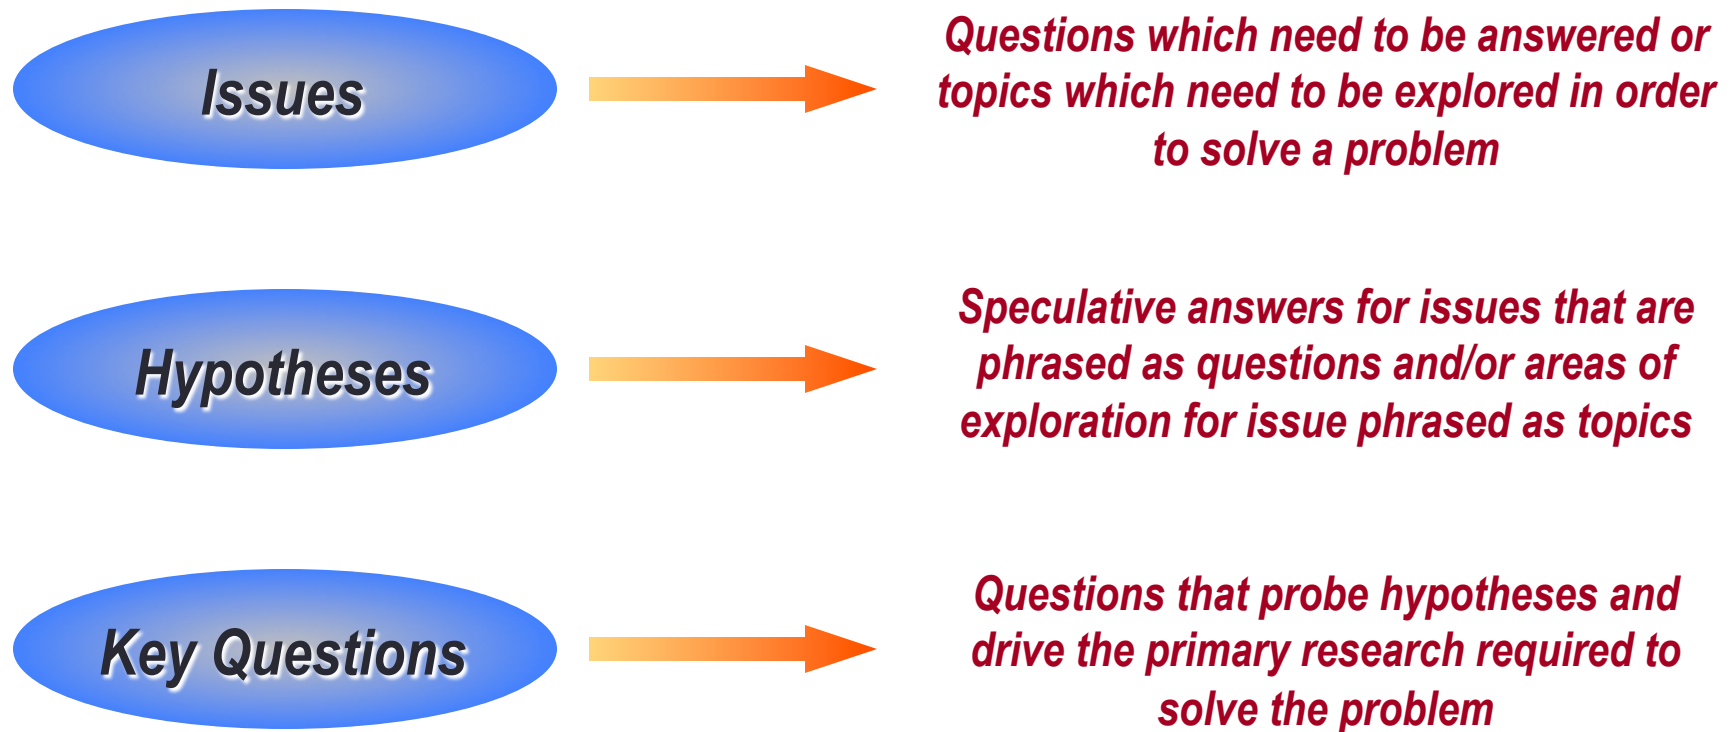 Issues
Questions which need to be answered or
topics which need to be explored in order
to solve a problem
Hypotheses
Speculative answers for issues that are
phrased as questions and/or areas of
exploration for issue phrased as topics
Key Questions
Questions that probe hypotheses and
drive the primary research required to
solve the problem